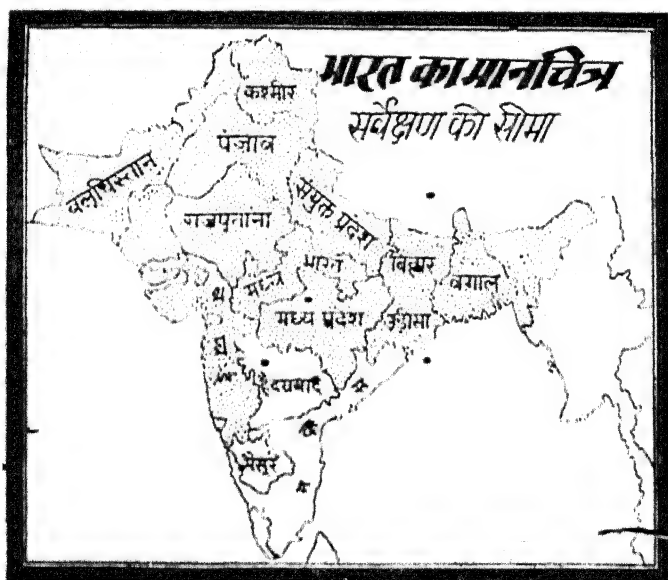 भारत का मानचित्र
सर्वेक्षण की सीमा
कश्मीर
पंजाब
बलूचिस्तान
राजपूताना
संयुक्त प्रदेश
मध्य
भारत
बिहार
बंगाल
मध्य प्रदेश
उड़ीसा
हैदराबाद
मैसूर